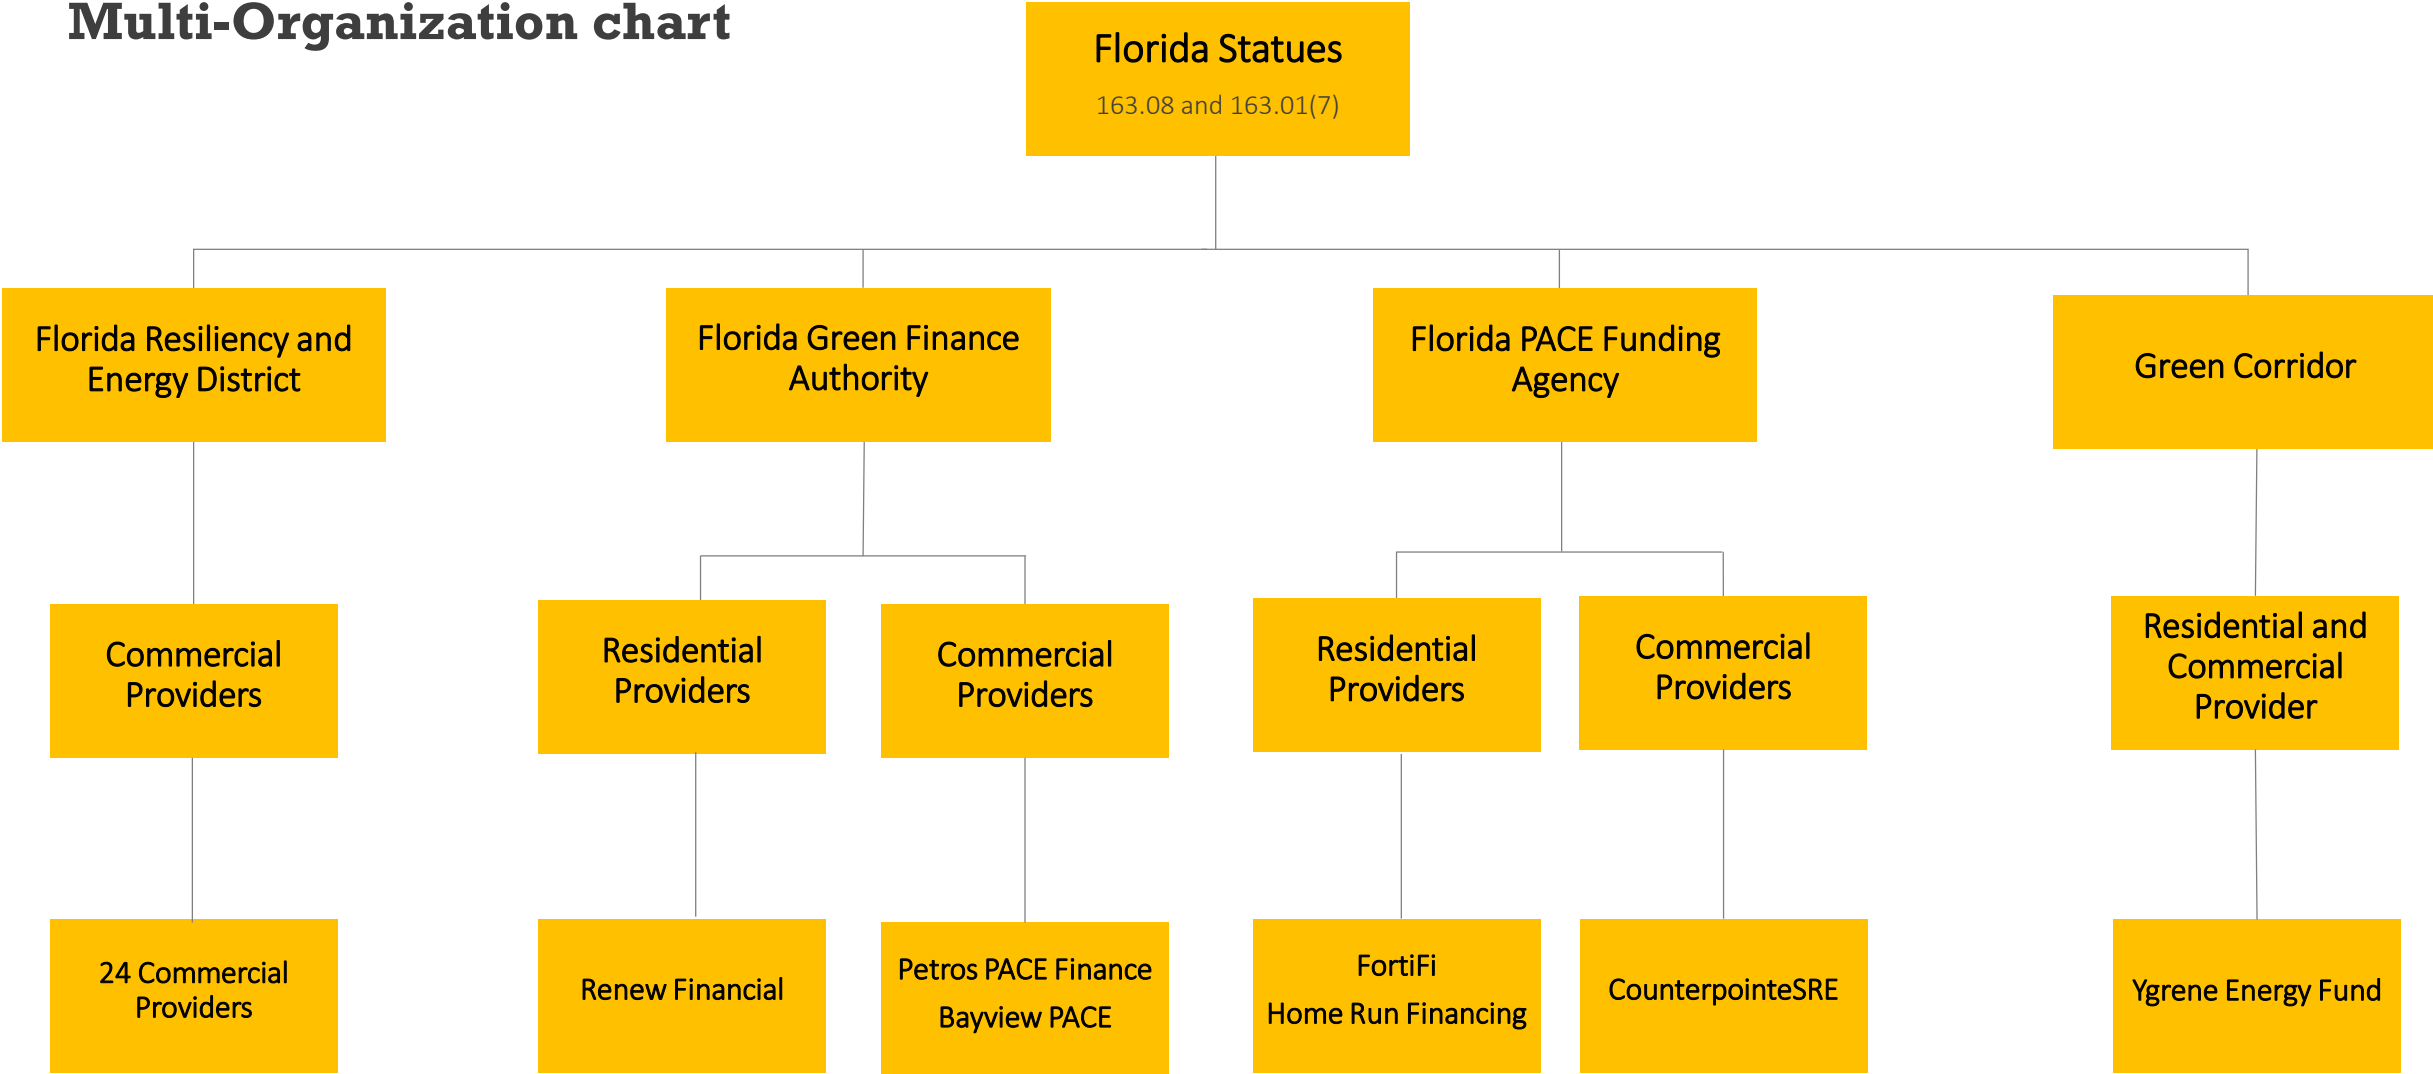 Multi-Organization chart
Florida Statues
163.08 and 163.01(7)
Florida Resiliency and
Energy District
Florida Green Finance
Authority
Florida PACE Funding
Agency
Green Corridor
Commercial
Providers
Residential
Providers
Commercial
Providers
Residential
Providers
Commercial
Providers
Residential and
Commercial
Provider
24 Commercial
Providers
Renew Financial
Petros PACE Finance
Bayview PACE
FortiFi
Home Run Financing
CounterpointeSRE
Ygrene Energy Fund